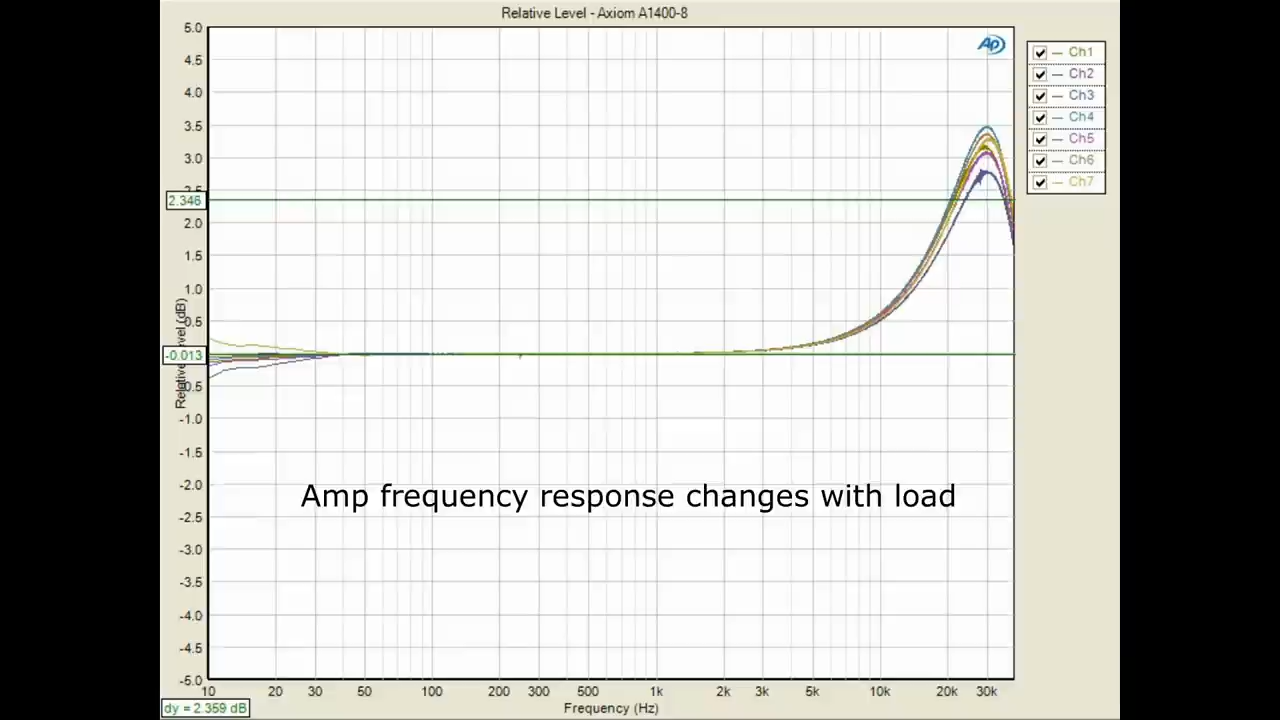 Relative Level - Axiom A1400-8
AP
5.0
4.5
4.0
3.5
3.0
2.346
2.0
1.5
1.0
0.5
-0.013
-1.0
-1.5
-2.0
-2.5
-3.0
-3.5
-4.0
-4.5
-5.0
Relative Level (dB)
Amp frequency response changes with load
Ch1
Ch2
Ch3
Ch4
Ch5
Ch6
Ch7
10 20 30 50 100 200 300 500 1k 2k 3k 5k 10k 20k 30k
Frequency (Hz)
dy = 2.359 dB